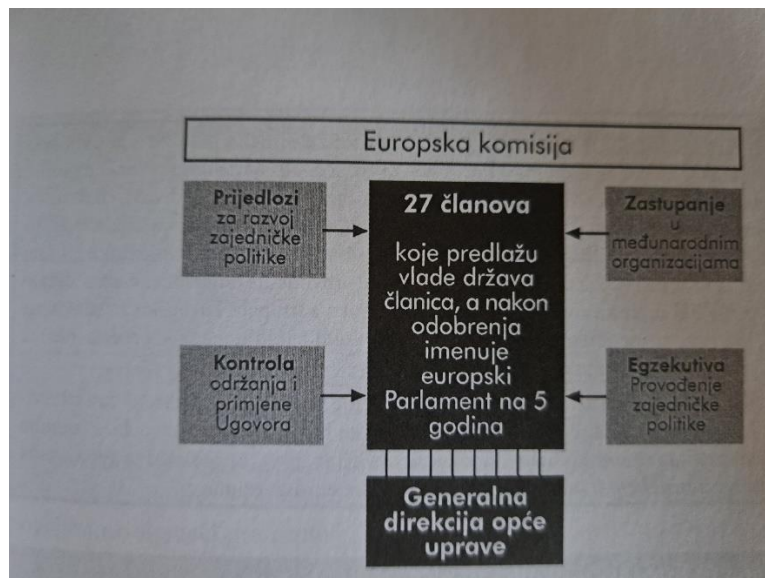 Europska komisija
Prijedlozi
za razvoj
zajedničke
politike
27 članova
koje predlažu
vlade država
članica, a nakon
odobrenja
imenuje
europski
Parlament na 5
godina
Zastupanje
u
međunarodnim
organizacijama
Kontrola
održanja i
primjene
Ugovora
Egzekutiva
Provođenje
zajedničke
politike
Generalna
direkcija opće
uprave